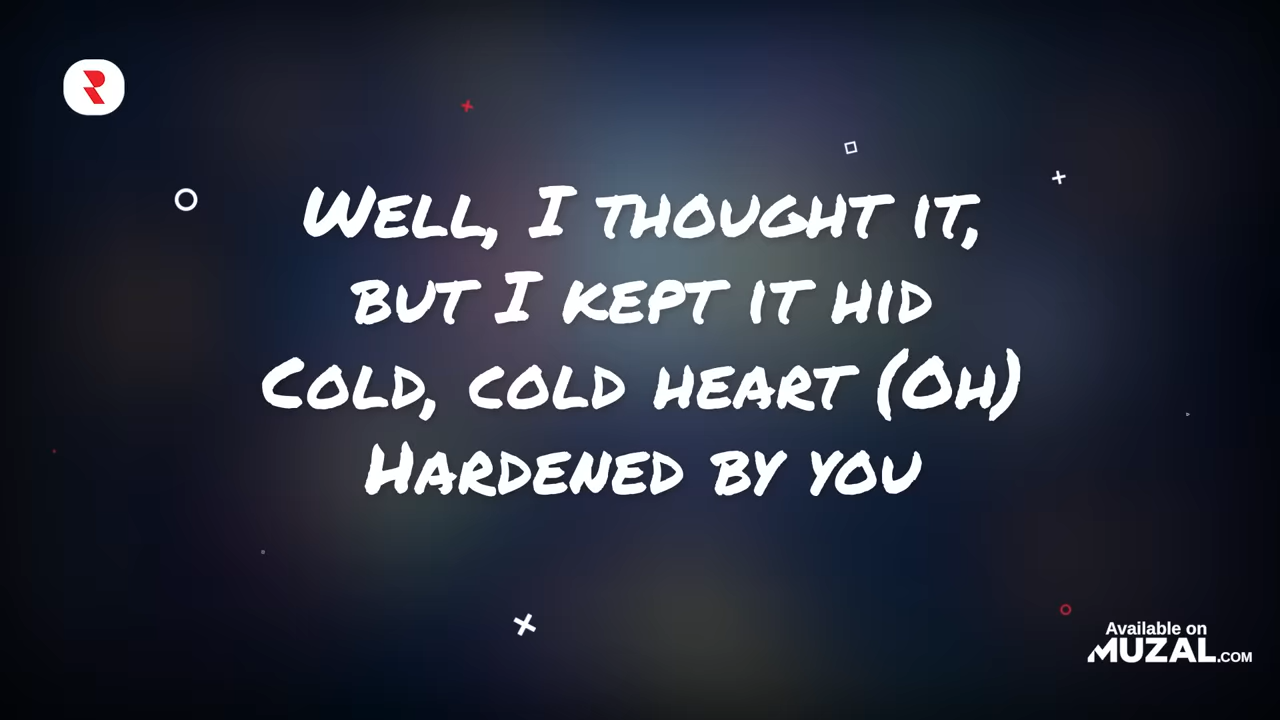 Well, I thought it,
but I kept it hid
Cold, cold heart (Oh)
Hardened by you
Available on
MUZAL.COM